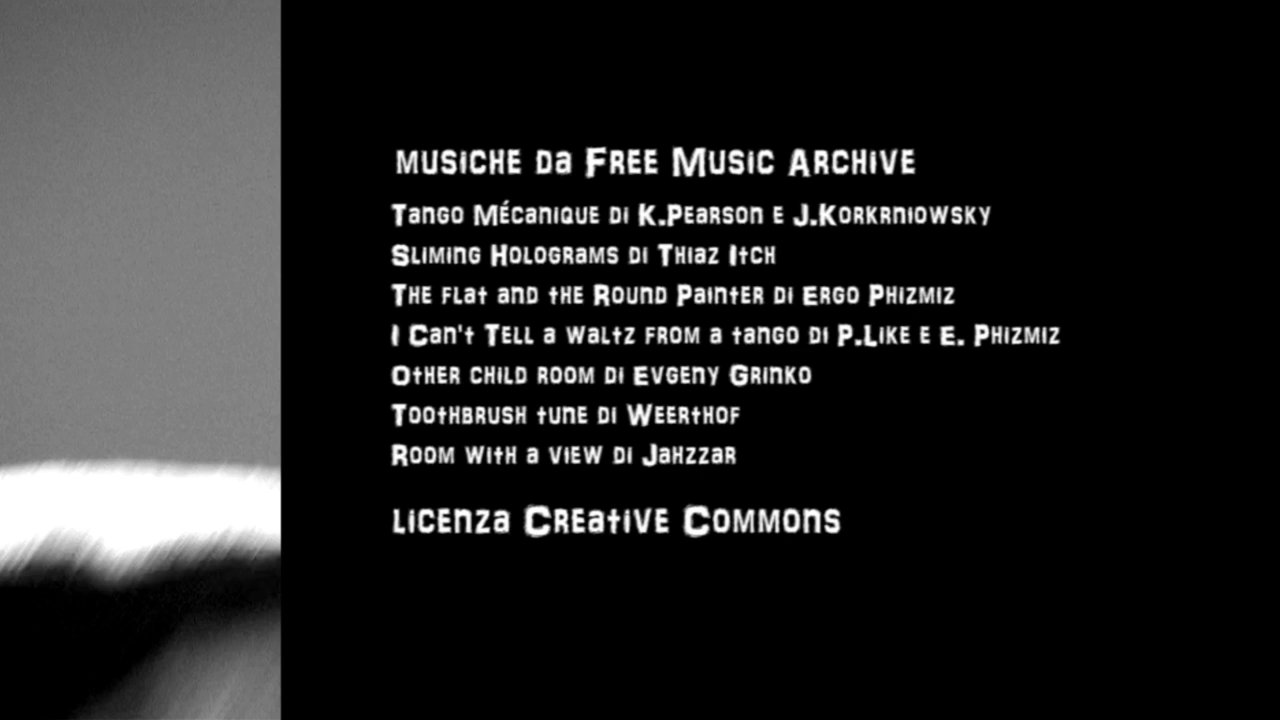 musiche da Free Music Archive
Tango Mécanique di K.Pearson e J.Korkrniowsky
Sliming Holograms di Thiaz Itch
The flat and the Round Painter di Ergo Phizmiz
I Can't Tell a waltz from a tango di P.Like e E. Phizmiz
Other child room di Evgeny Grinko
Toothbrush tune di Weerthof
Room with a view di Jahzzar
licenza Creative Commons